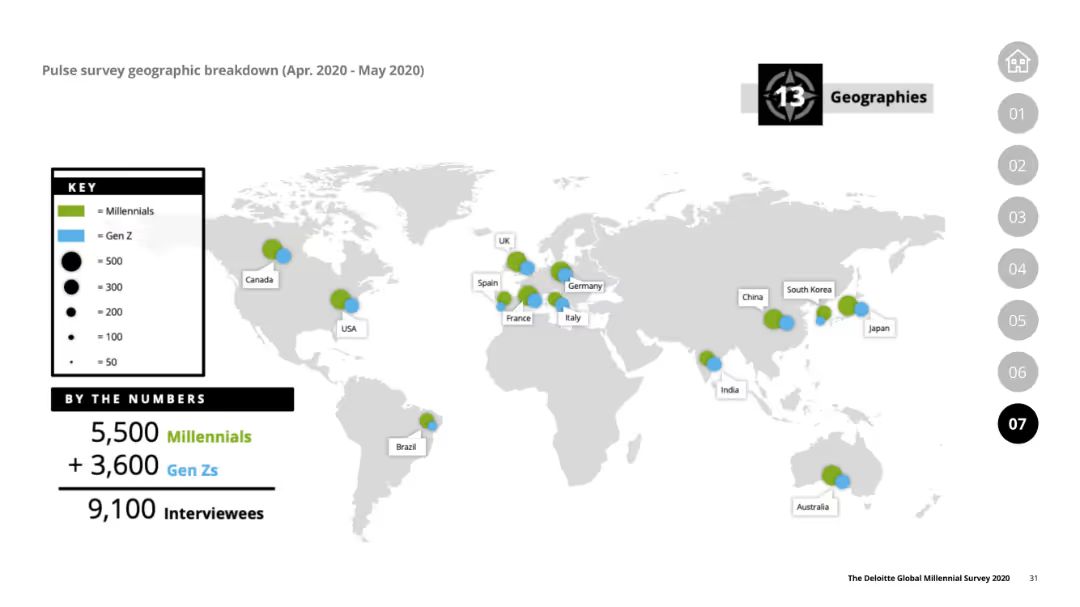 Pulse survey geographic breakdown (Apr. 2020 - May 2020)
13 Geographies
01
02
03
04
05
06
07
KEY
= Millennials
= Gen Z
= 500
= 300
= 200
= 100
= 50
Canada
USA
Brazil
UK
Spain
France
Germany
Italy
China
South Korea
Japan
India
Australia
BY THE NUMBERS
5,500 Millennials
+ 3,600 Gen Zs
9,100 Interviewees
The Deloitte Global Millennial Survey 2020 31